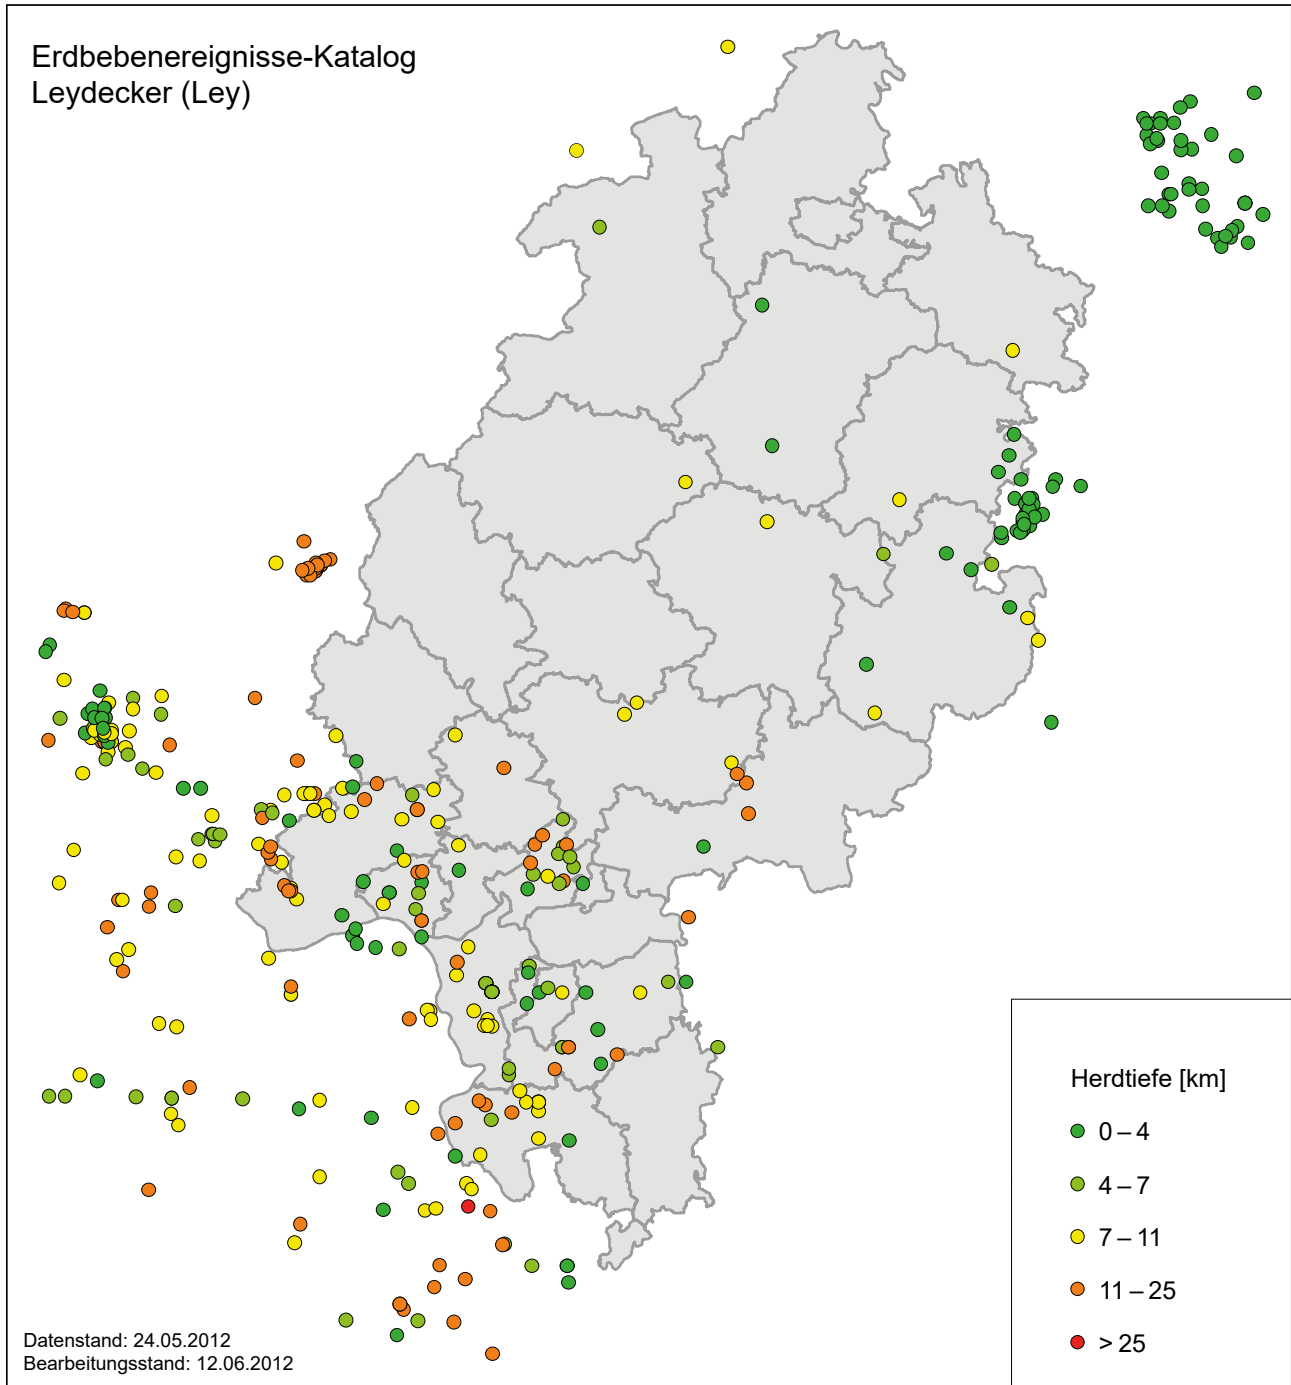 Erdbebenereignisse-Katalog
Leydecker (Ley)
Herdtiefe [km]
0 – 4
4 – 7
7 – 11
11 – 25
> 25
Datenstand: 24.05.2012
Bearbeitungsstand: 12.06.2012